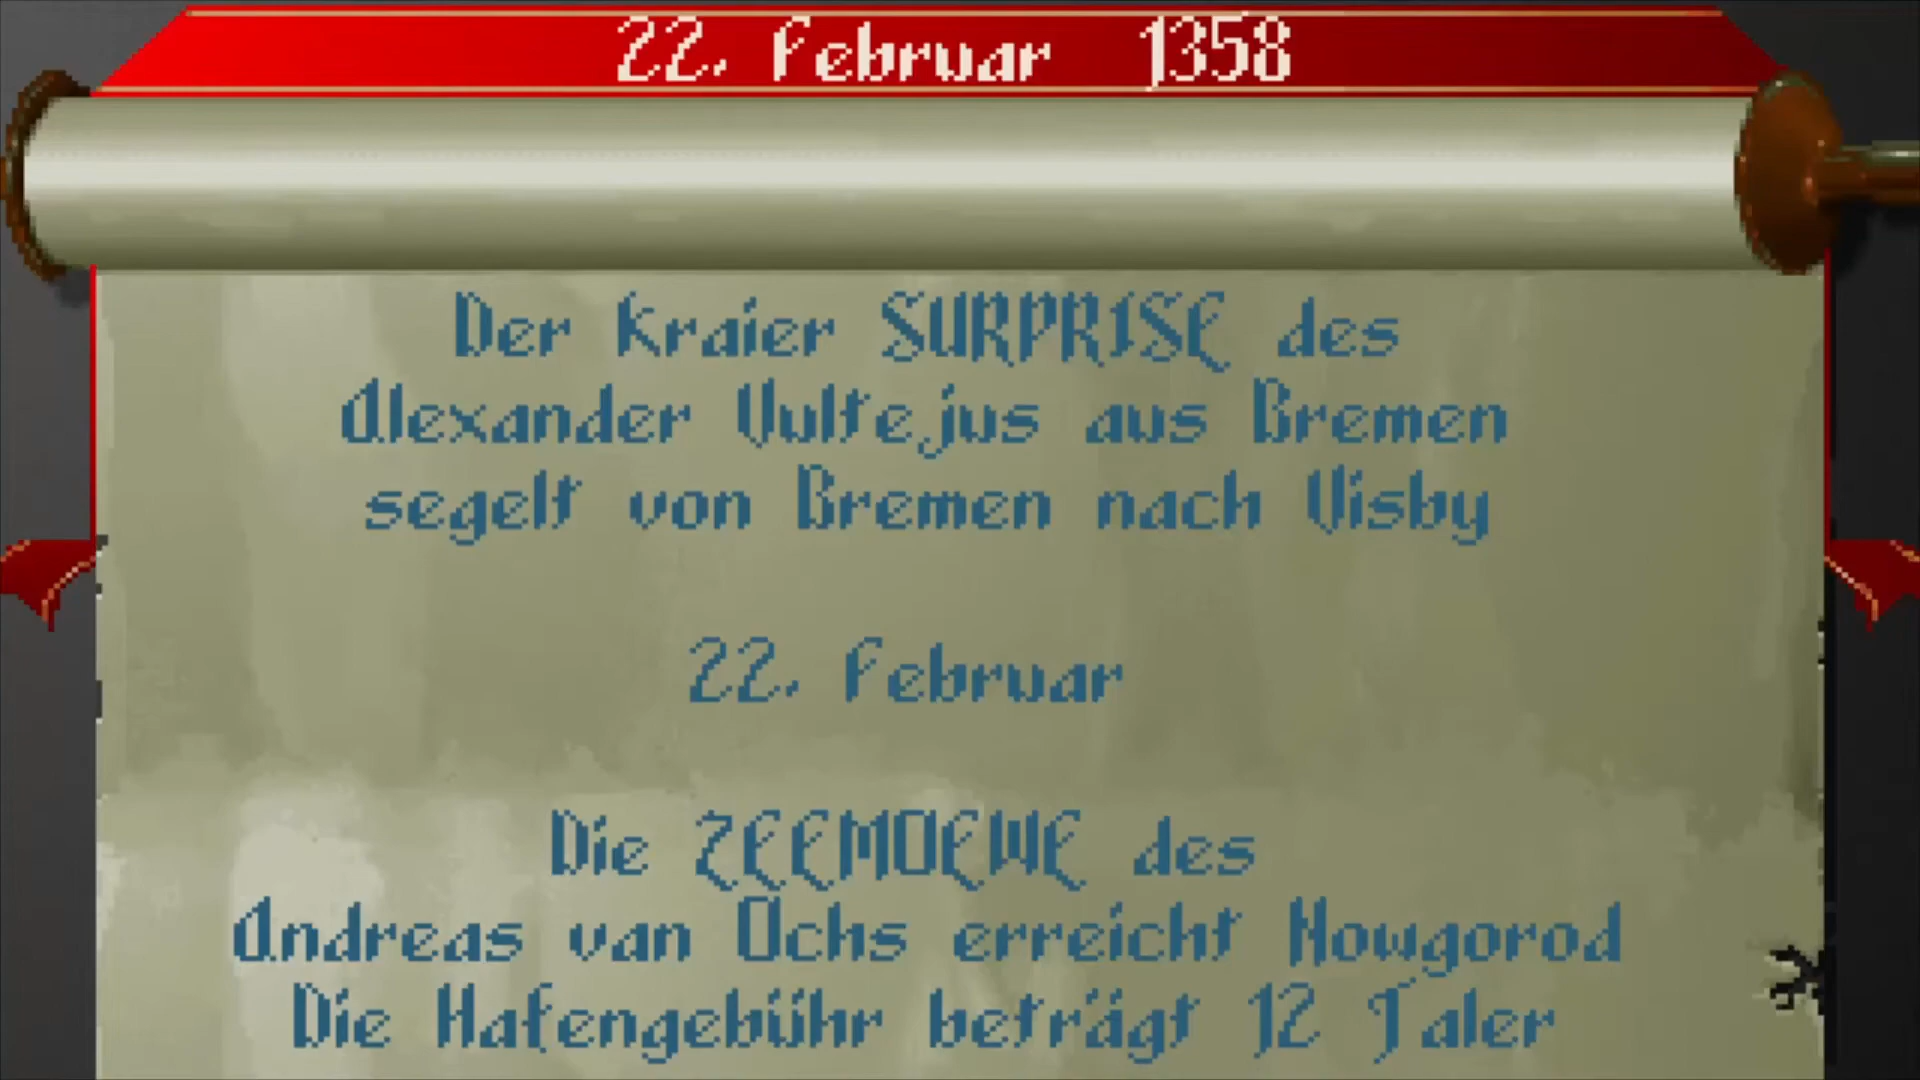 22. Februar 1358
Der Kraier SURPRISE des
Alexander Vultejus aus Bremen
segelt von Bremen nach Visby
22. Februar
Die ZEEMOEWE des
Andreas van Ochs erreicht Nowgorod
Die Hafengebühr beträgt 12 Taler